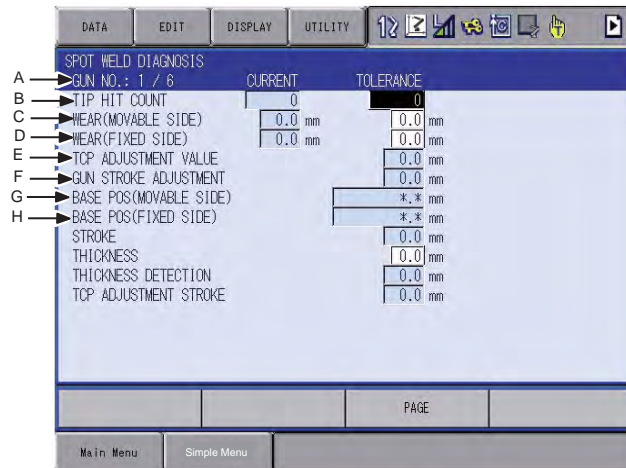 DATA EDIT DISPLAY UTILITY
SPOT WELD DIAGNOSIS
A GUN NO.: 1 / 6 CURRENT TOLERANCE
B TIP HIT COUNT 0 0
C WEAR(MOVABLE SIDE) 0.0 mm 0.0 mm
D WEAR(FIXED SIDE) 0.0 mm 0.0 mm
E TCP ADJUSTMENT VALUE 0.0 mm
F GUN STROKE ADJUSTMENT 0.0 mm
G BASE POS(MOVABLE SIDE) *.* mm
H BASE POS(FIXED SIDE) *.* mm
STROKE 0.0 mm
THICKNESS 0.0 mm
THICKNESS DETECTION 0.0 mm
TCP ADJUSTMENT STROKE 0.0 mm
PAGE
Main Menu Simple Menu